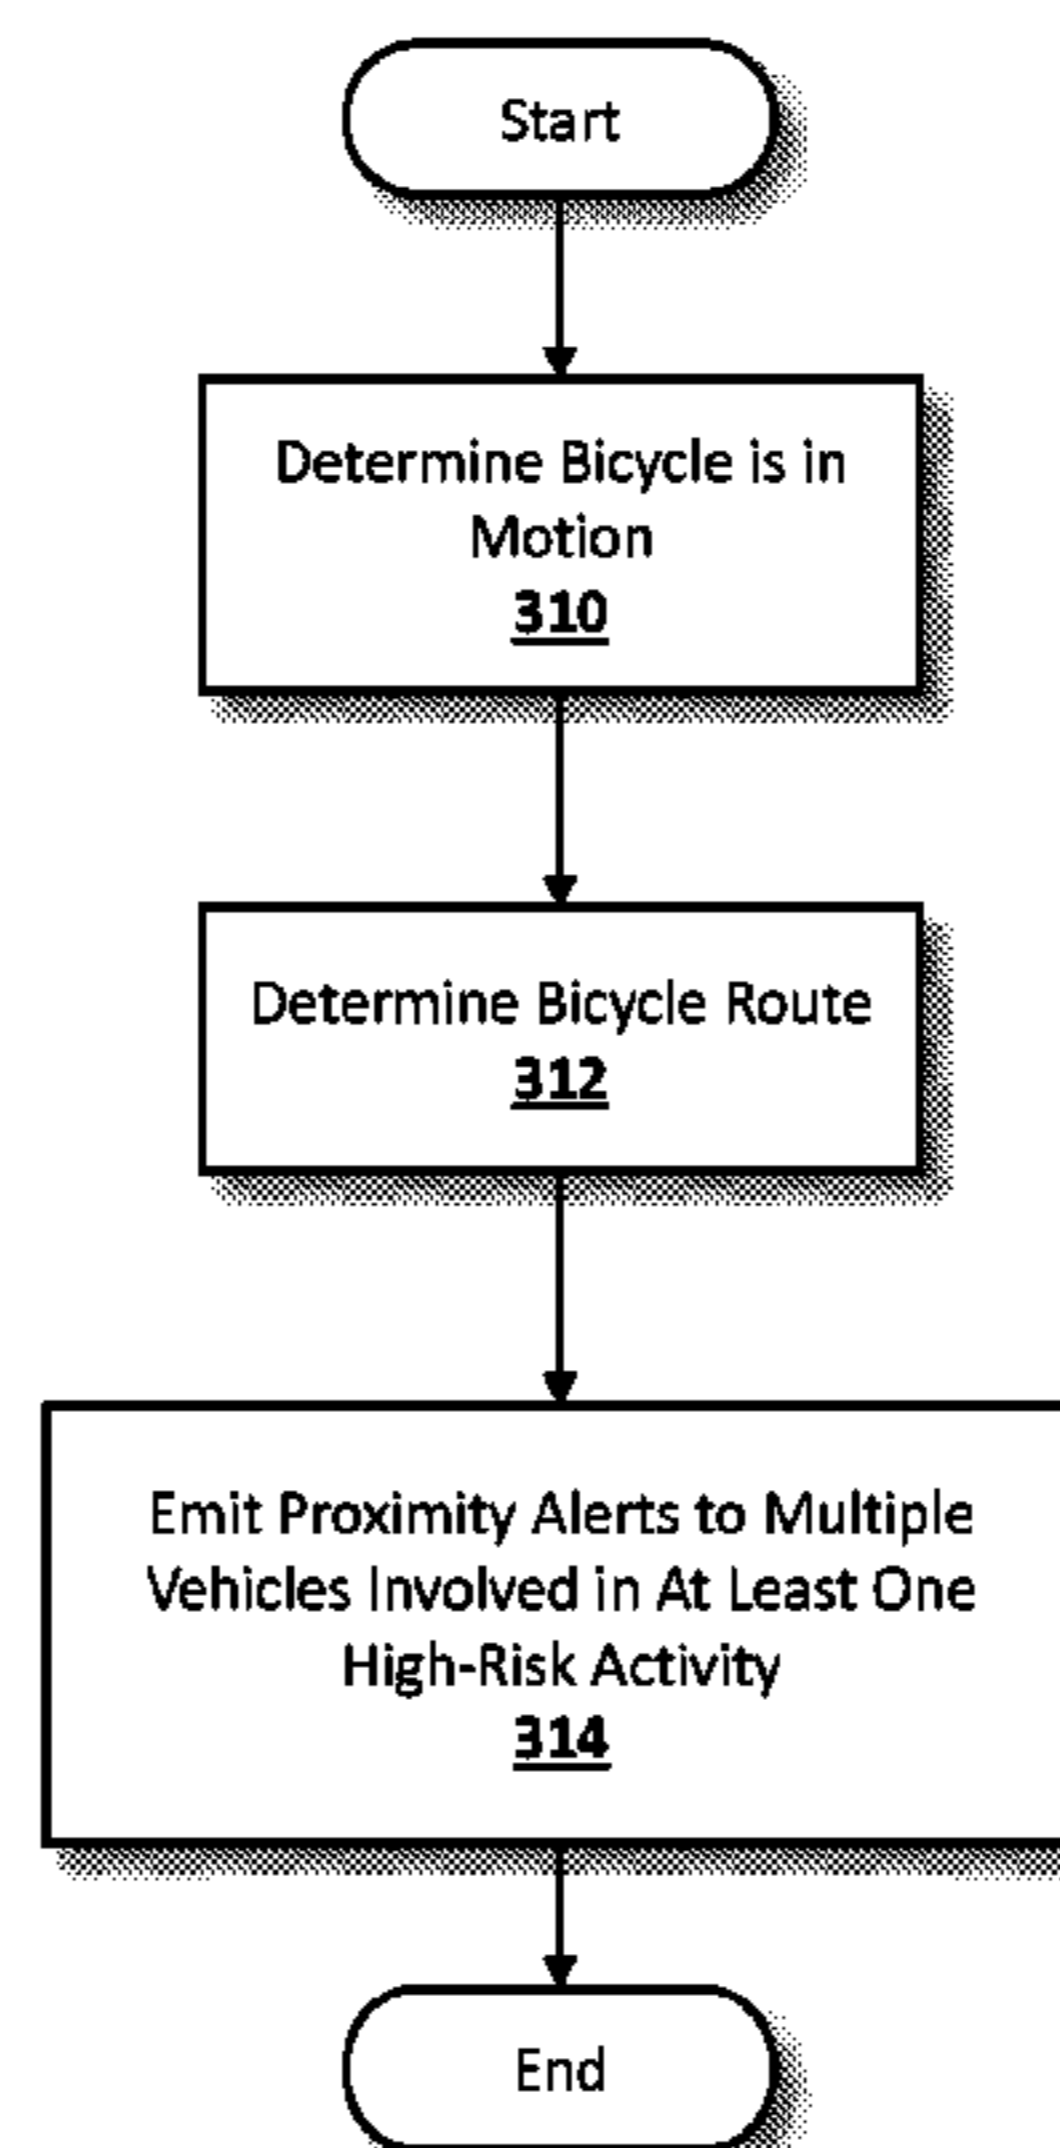 Start
Determine Bicycle is in
Motion
310
Determine Bicycle Route
312
Emit Proximity Alerts to Multiple
Vehicles Involved in At Least One
High-Risk Activity
314
End